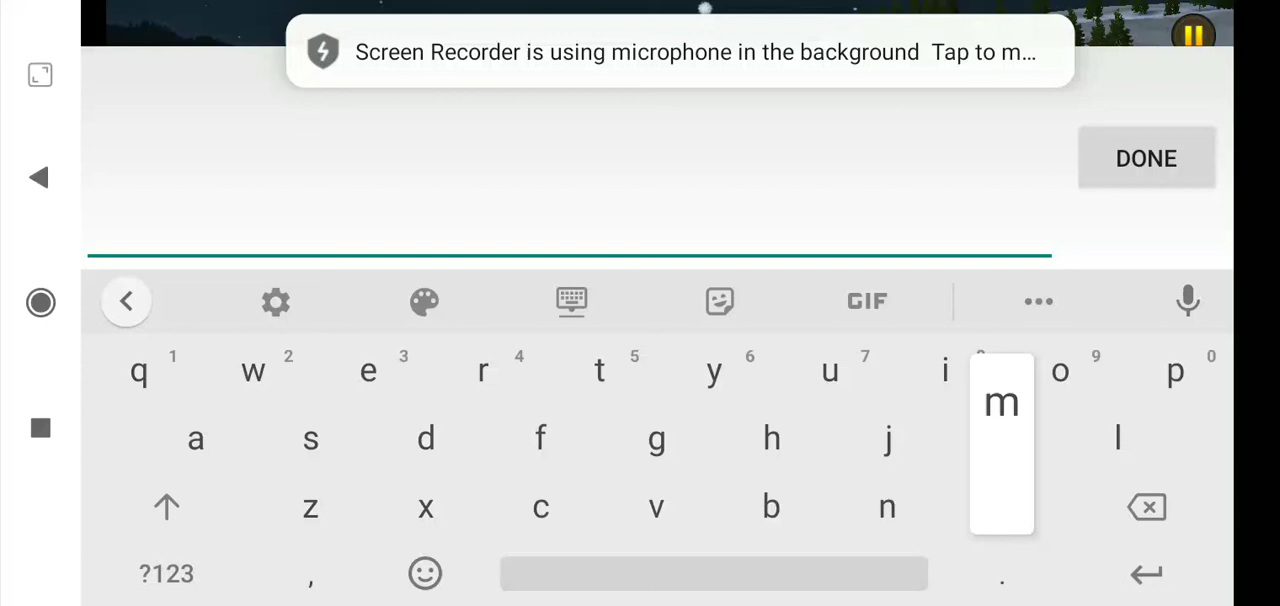 Screen Recorder is using microphone in the background Tap to m...
DONE
GIF
q 1 w 2 e 3 r 4 t 5 y 6 u 7 i o 9 p 0
a s d f g h j l
m
z x c v b n
?123 , .